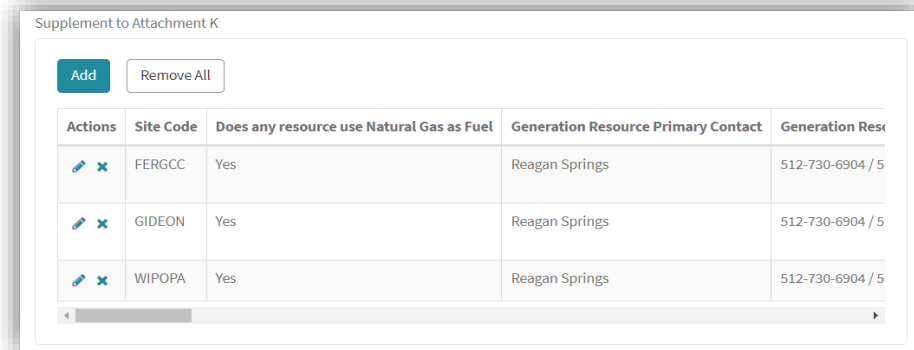 Supplement to Attachment K
Add Remove All
Actions Site Code Does any resource use Natural Gas as Fuel Generation Resource Primary Contact Generation Reso
FERGCC Yes Reagan Springs 512-730-6904 / 5
GIDEON Yes Reagan Springs 512-730-6904 / 5
WIPOPA Yes Reagan Springs 512-730-6904 / 5